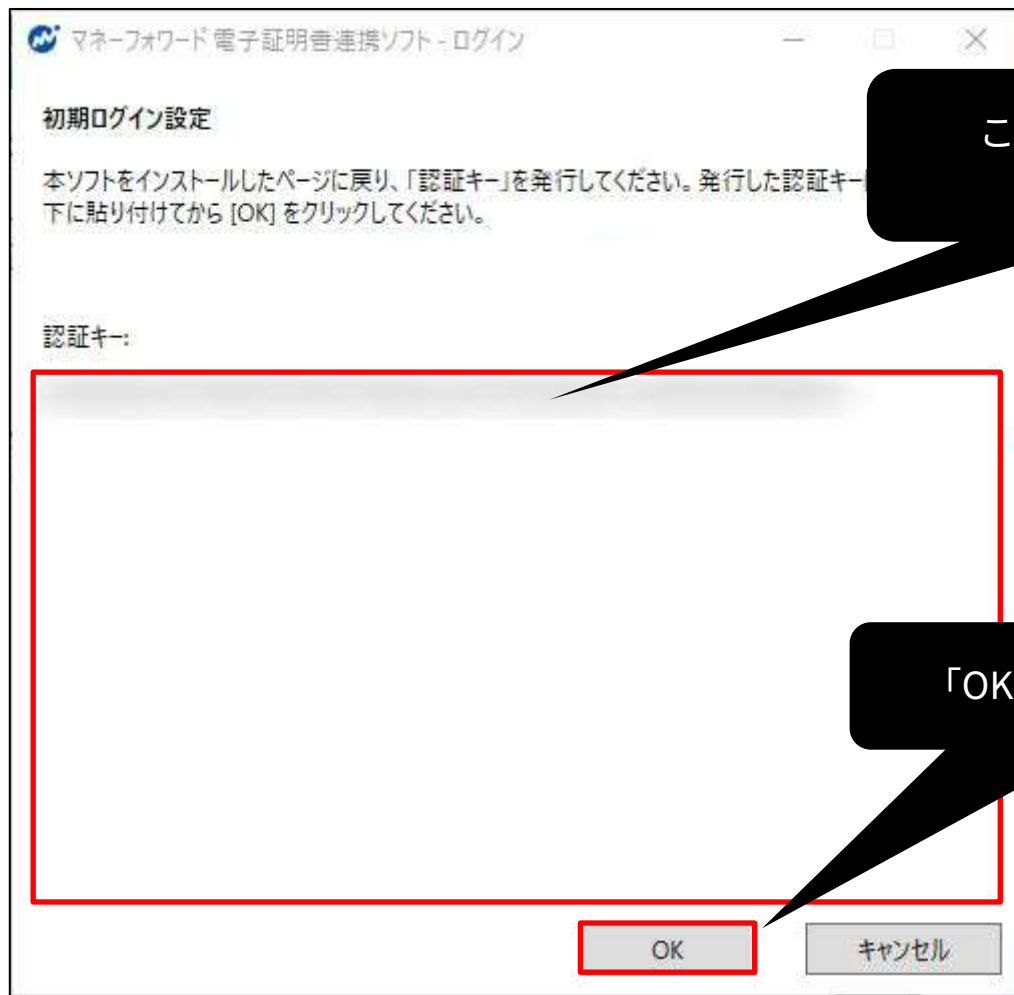 マネーフォワード 電子証明書連携ソフト - ログイン
初期ログイン設定
こ
本ソフトをインストールしたページに戻り、「認証キー」を発行してください。発行した認証キー
下に貼り付けてから [OK] をクリックしてください。
認証キー:
「OK
OK
キャンセル